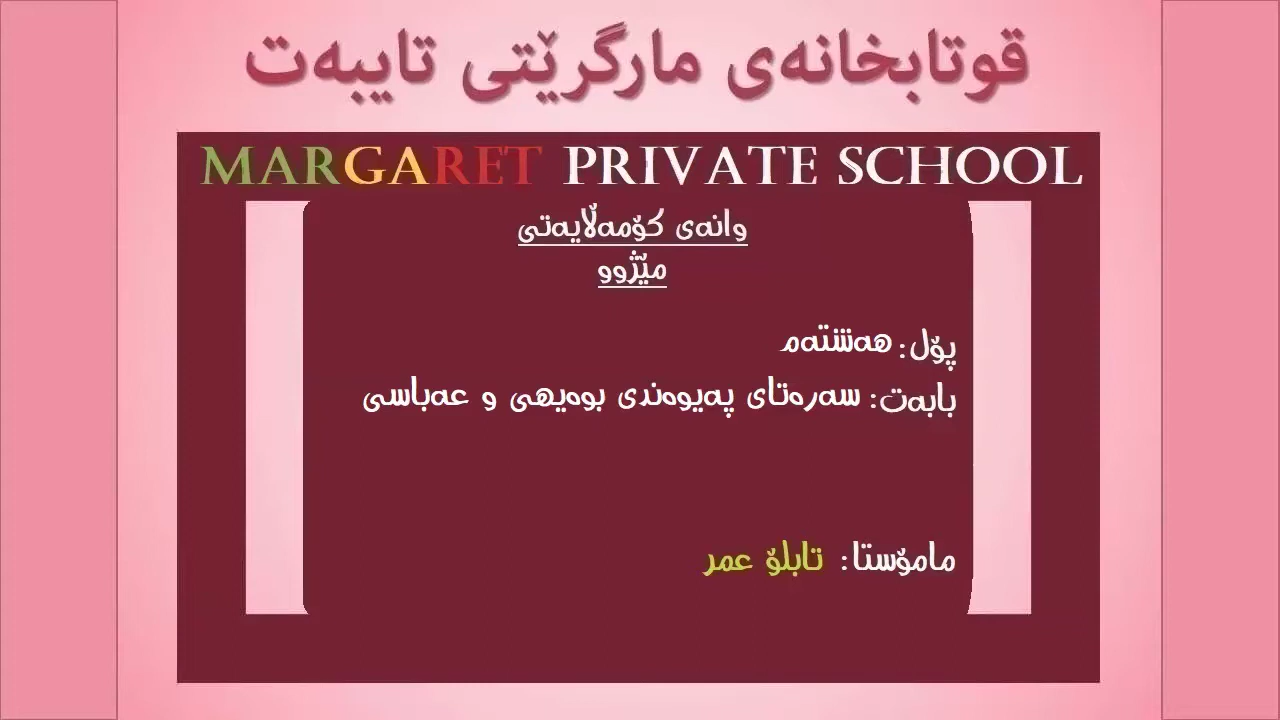 قوتابخانەی مارگرێتی تایبەت
MARGARET PRIVATE SCHOOL
وانەی کۆمەڵایەتی
مێژوو
پۆل: هەشتەم
بابەت: سەرەتای پەیوەندی بوەیهی و عەباسی
مامۆستا: تابلۆ عمر